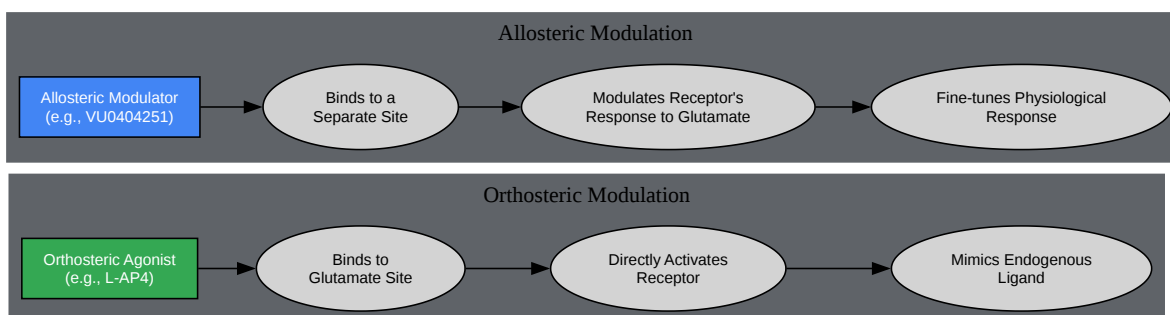 Allosteric Modulation
Allosteric Modulator
(e.g., VU0404251)
Binds to a
Separate Site
Modulates Receptor's
Response to Glutamate
Fine-tunes Physiological
Response
Orthosteric Modulation
Orthosteric Agonist
(e.g., L-AP4)
Binds to
Glutamate Site
Directly Activates
Receptor
Mimics Endogenous
Ligand